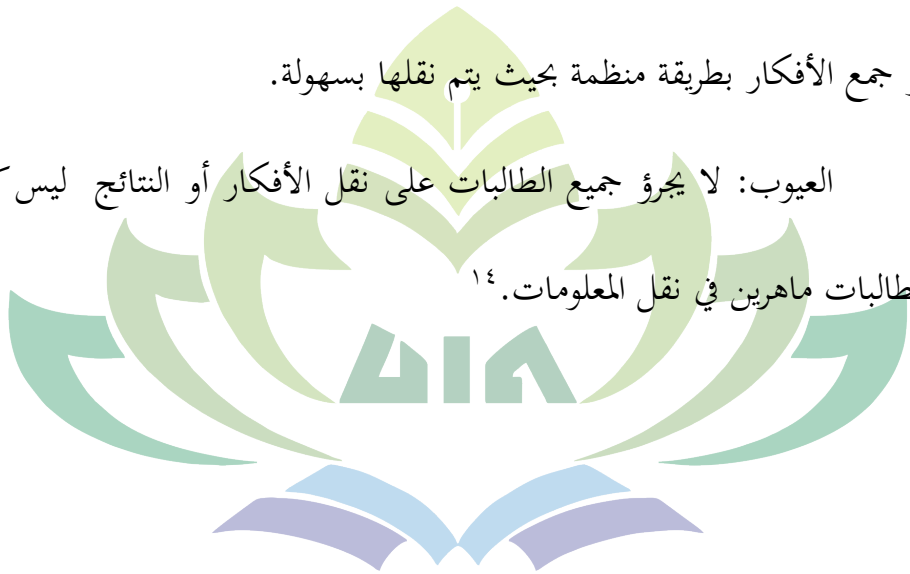 جمع الأفكار بطريقة منظمة بحيث يتم نقلها بسهولة.
العيوب: لا يجرؤ جميع الطالبات على نقل الأفكار أو النتائج ليس
طالبات ماهرين في نقل المعلومات.١٤